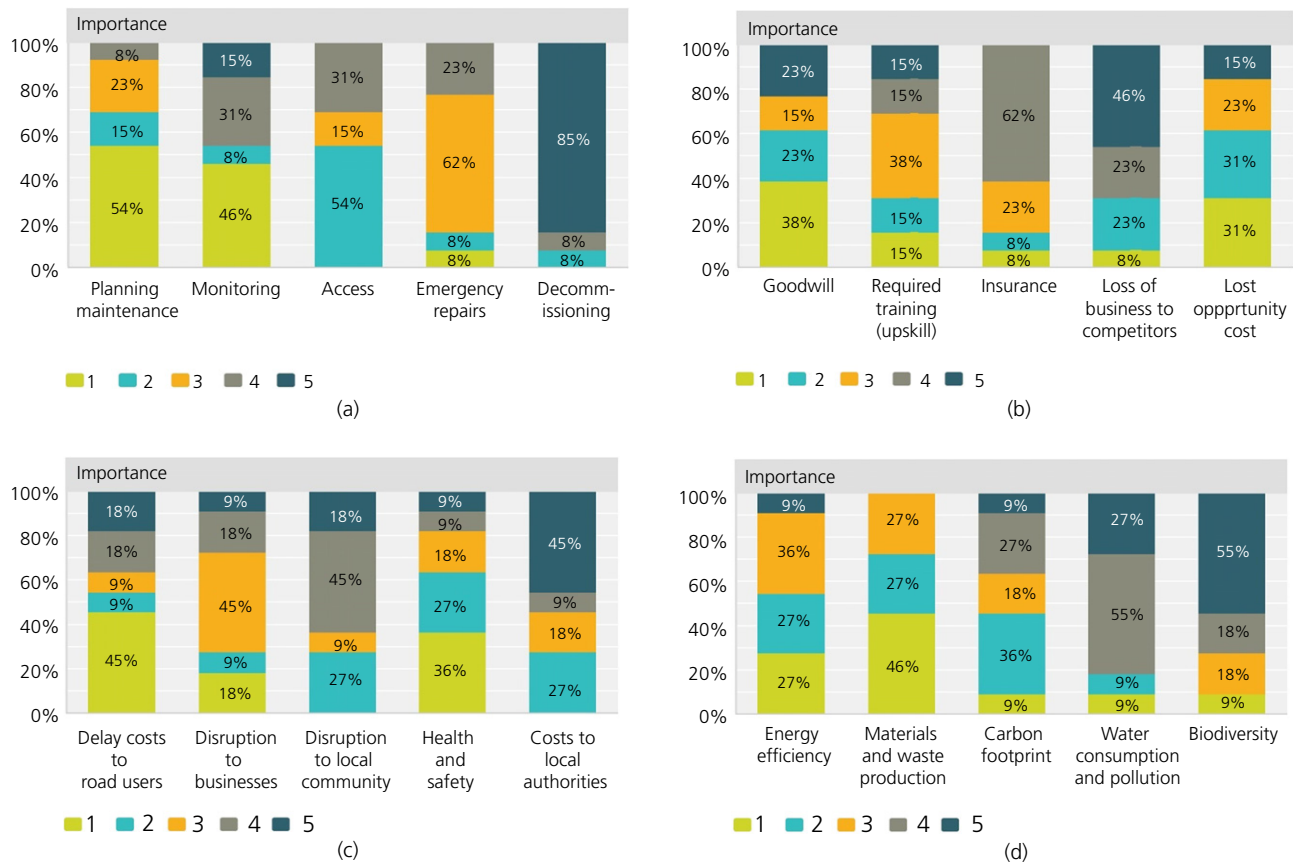 Importance
100%
80%
60%
40%
20%
0%
8%
23%
15%
54%
15%
31%
8%
46%
31%
15%
54%
23%
62%
8%
8%
85%
8%
8%
Planning
maintenance
Monitoring
Access
Emergency
repairs
Decomm-
issioning
1 2 3 4 5
(a)
Importance
100%
80%
60%
40%
20%
0%
23%
15%
23%
38%
15%
15%
38%
15%
15%
62%
23%
8%
8%
46%
23%
23%
8%
15%
23%
31%
31%
Goodwill
Required
training
(upskill)
Insurance
Loss of
business to
competitors
Lost
oppprtunity
cost
1 2 3 4 5
(b)
Importance
100%
80%
60%
40%
20%
0%
18%
18%
9%
9%
45%
9%
18%
45%
9%
18%
18%
45%
9%
27%
9%
9%
18%
27%
36%
45%
9%
18%
27%
Delay costs
to
road users
Disruption
to
businesses
Disruption
to local
community
Health
and
safety
Costs to
local
authorities
1 2 3 4 5
(c)
Importance
100%
80%
60%
40%
20%
0%
9%
36%
27%
27%
27%
27%
46%
9%
27%
18%
36%
9%
27%
55%
9%
9%
55%
18%
18%
9%
Energy
efficiency
Materials
and waste
production
Carbon
footprint
Water
consumption
and pollution
Biodiversity
1 2 3 4 5
(d)